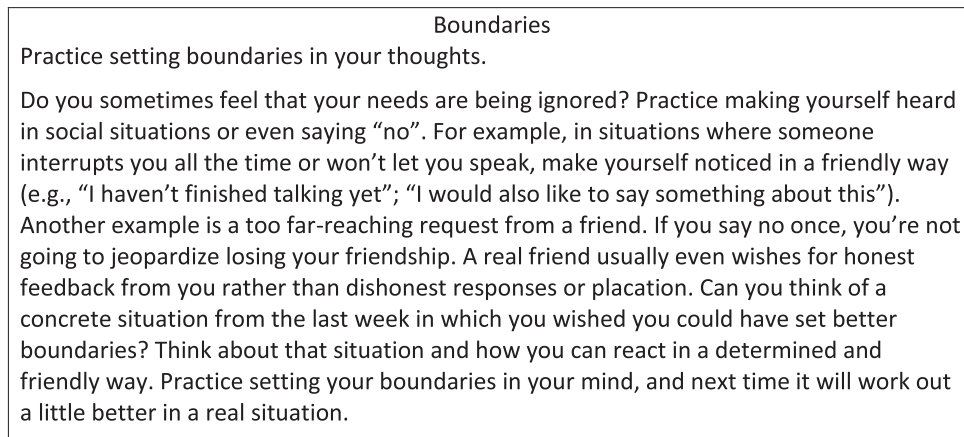 Boundaries
Practice setting boundaries in your thoughts.
Do you sometimes feel that your needs are being ignored? Practice making yourself heard
in social situations or even saying “no”. For example, in situations where someone
interrupts you all the time or won’t let you speak, make yourself noticed in a friendly way
(e.g., “I haven’t finished talking yet”; “I would also like to say something about this”).
Another example is a too far-reaching request from a friend. If you say no once, you’re not
going to jeopardize losing your friendship. A real friend usually even wishes for honest
feedback from you rather than dishonest responses or placation. Can you think of a
concrete situation from the last week in which you wished you could have set better
boundaries? Think about that situation and how you can react in a determined and
friendly way. Practice setting your boundaries in your mind, and next time it will work out
a little better in a real situation.